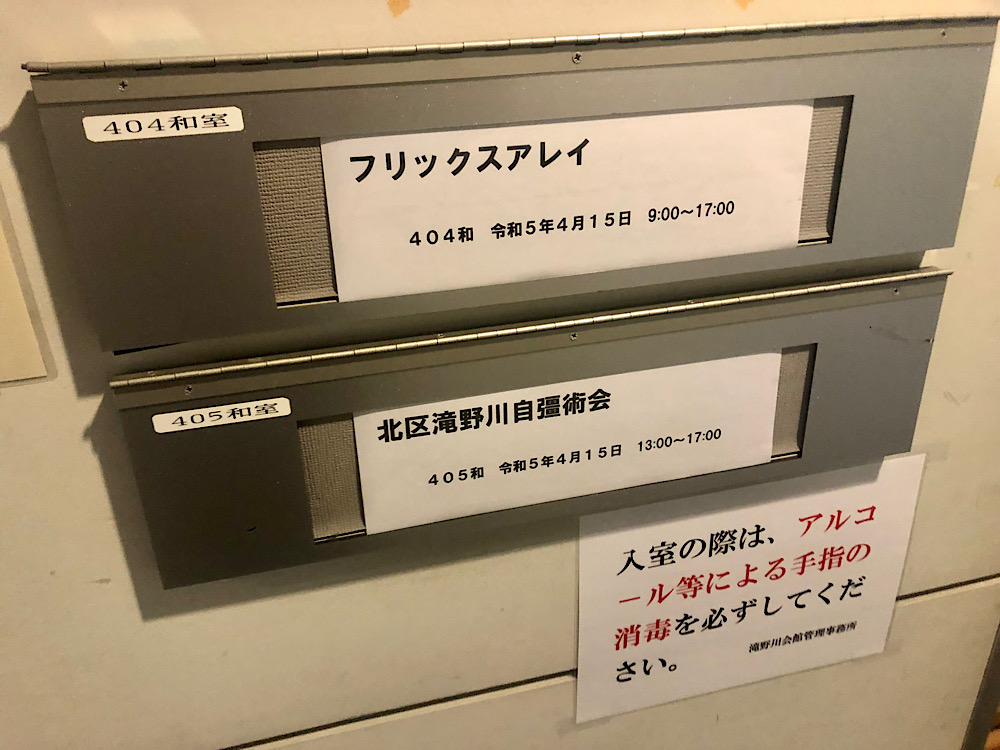 404和室
フリックスアレイ
404和 令和5年4月15日 9:00～17:00
405和室
北区滝野川自彊術会
405和 令和5年4月15日 13:00～17:00
入室の際は、アルコ
ール等による手指の
消毒を必ずしてくだ
さい。
滝野川会館管理事務所